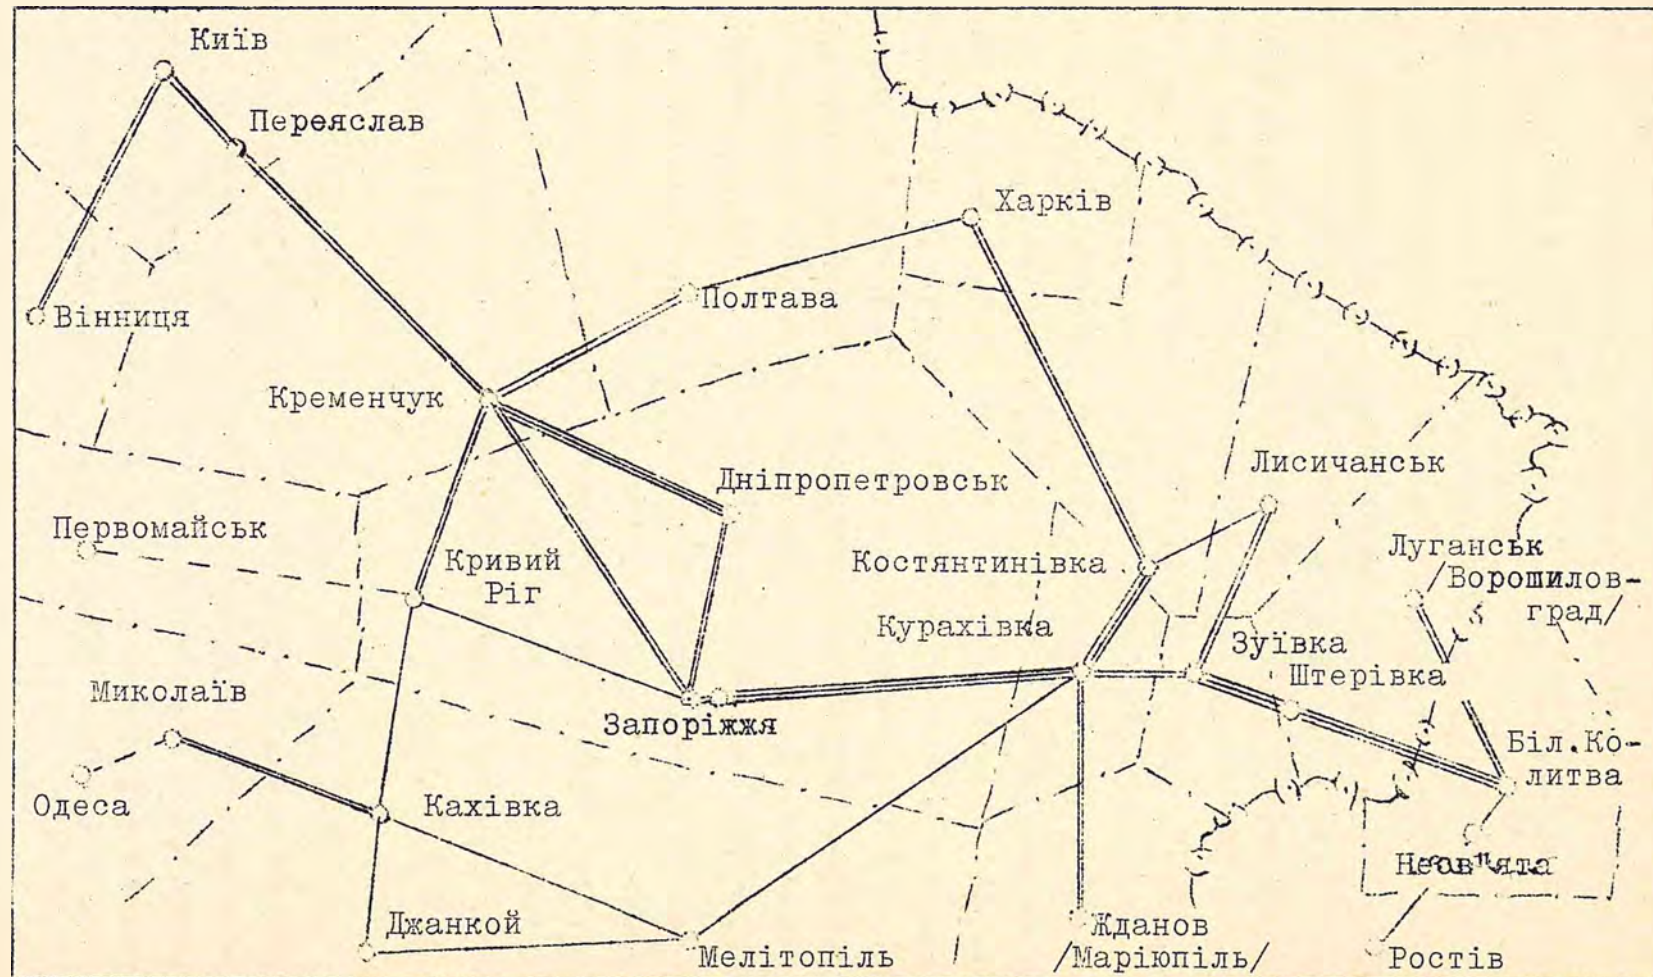 Київ
Переяслав
Харків
Вінниця
Полтава
Кременчук
Лисичанськ
Дніпропетровськ
Первомайськ
Кривий
Ріг
Костянтинівка
Луганськ
/Ворошилов-
град/
Курахівка
Зуївка
Штерівка
Миколаїв
Запоріжжя
Біл.Ко-
литва
Одеса
Кахівка
Джанкой
Мелітопіль
Жданов
/Маріюпіль/
Ростів